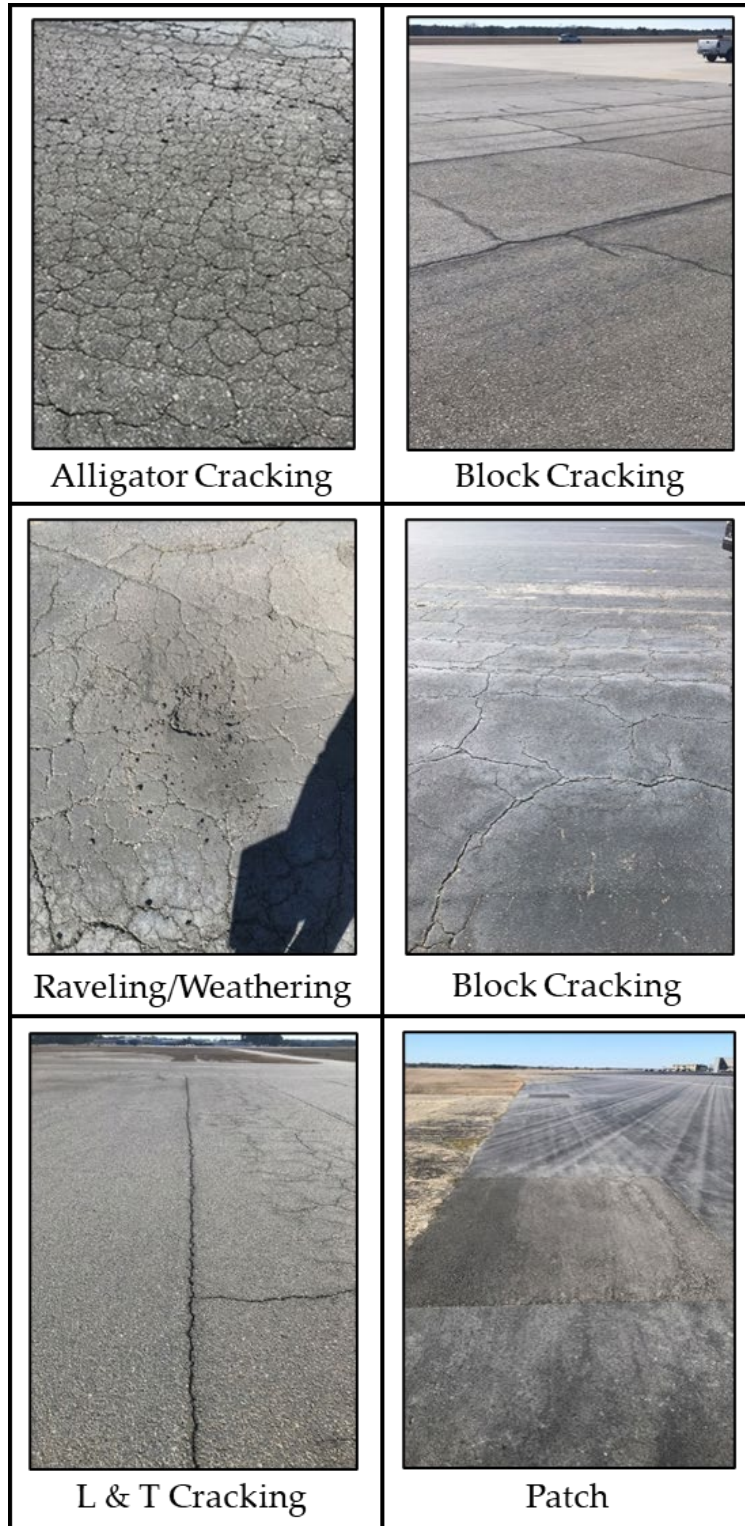 Alligator Cracking
Block Cracking
Raveling/Weathering
Block Cracking
L & T Cracking
Patch